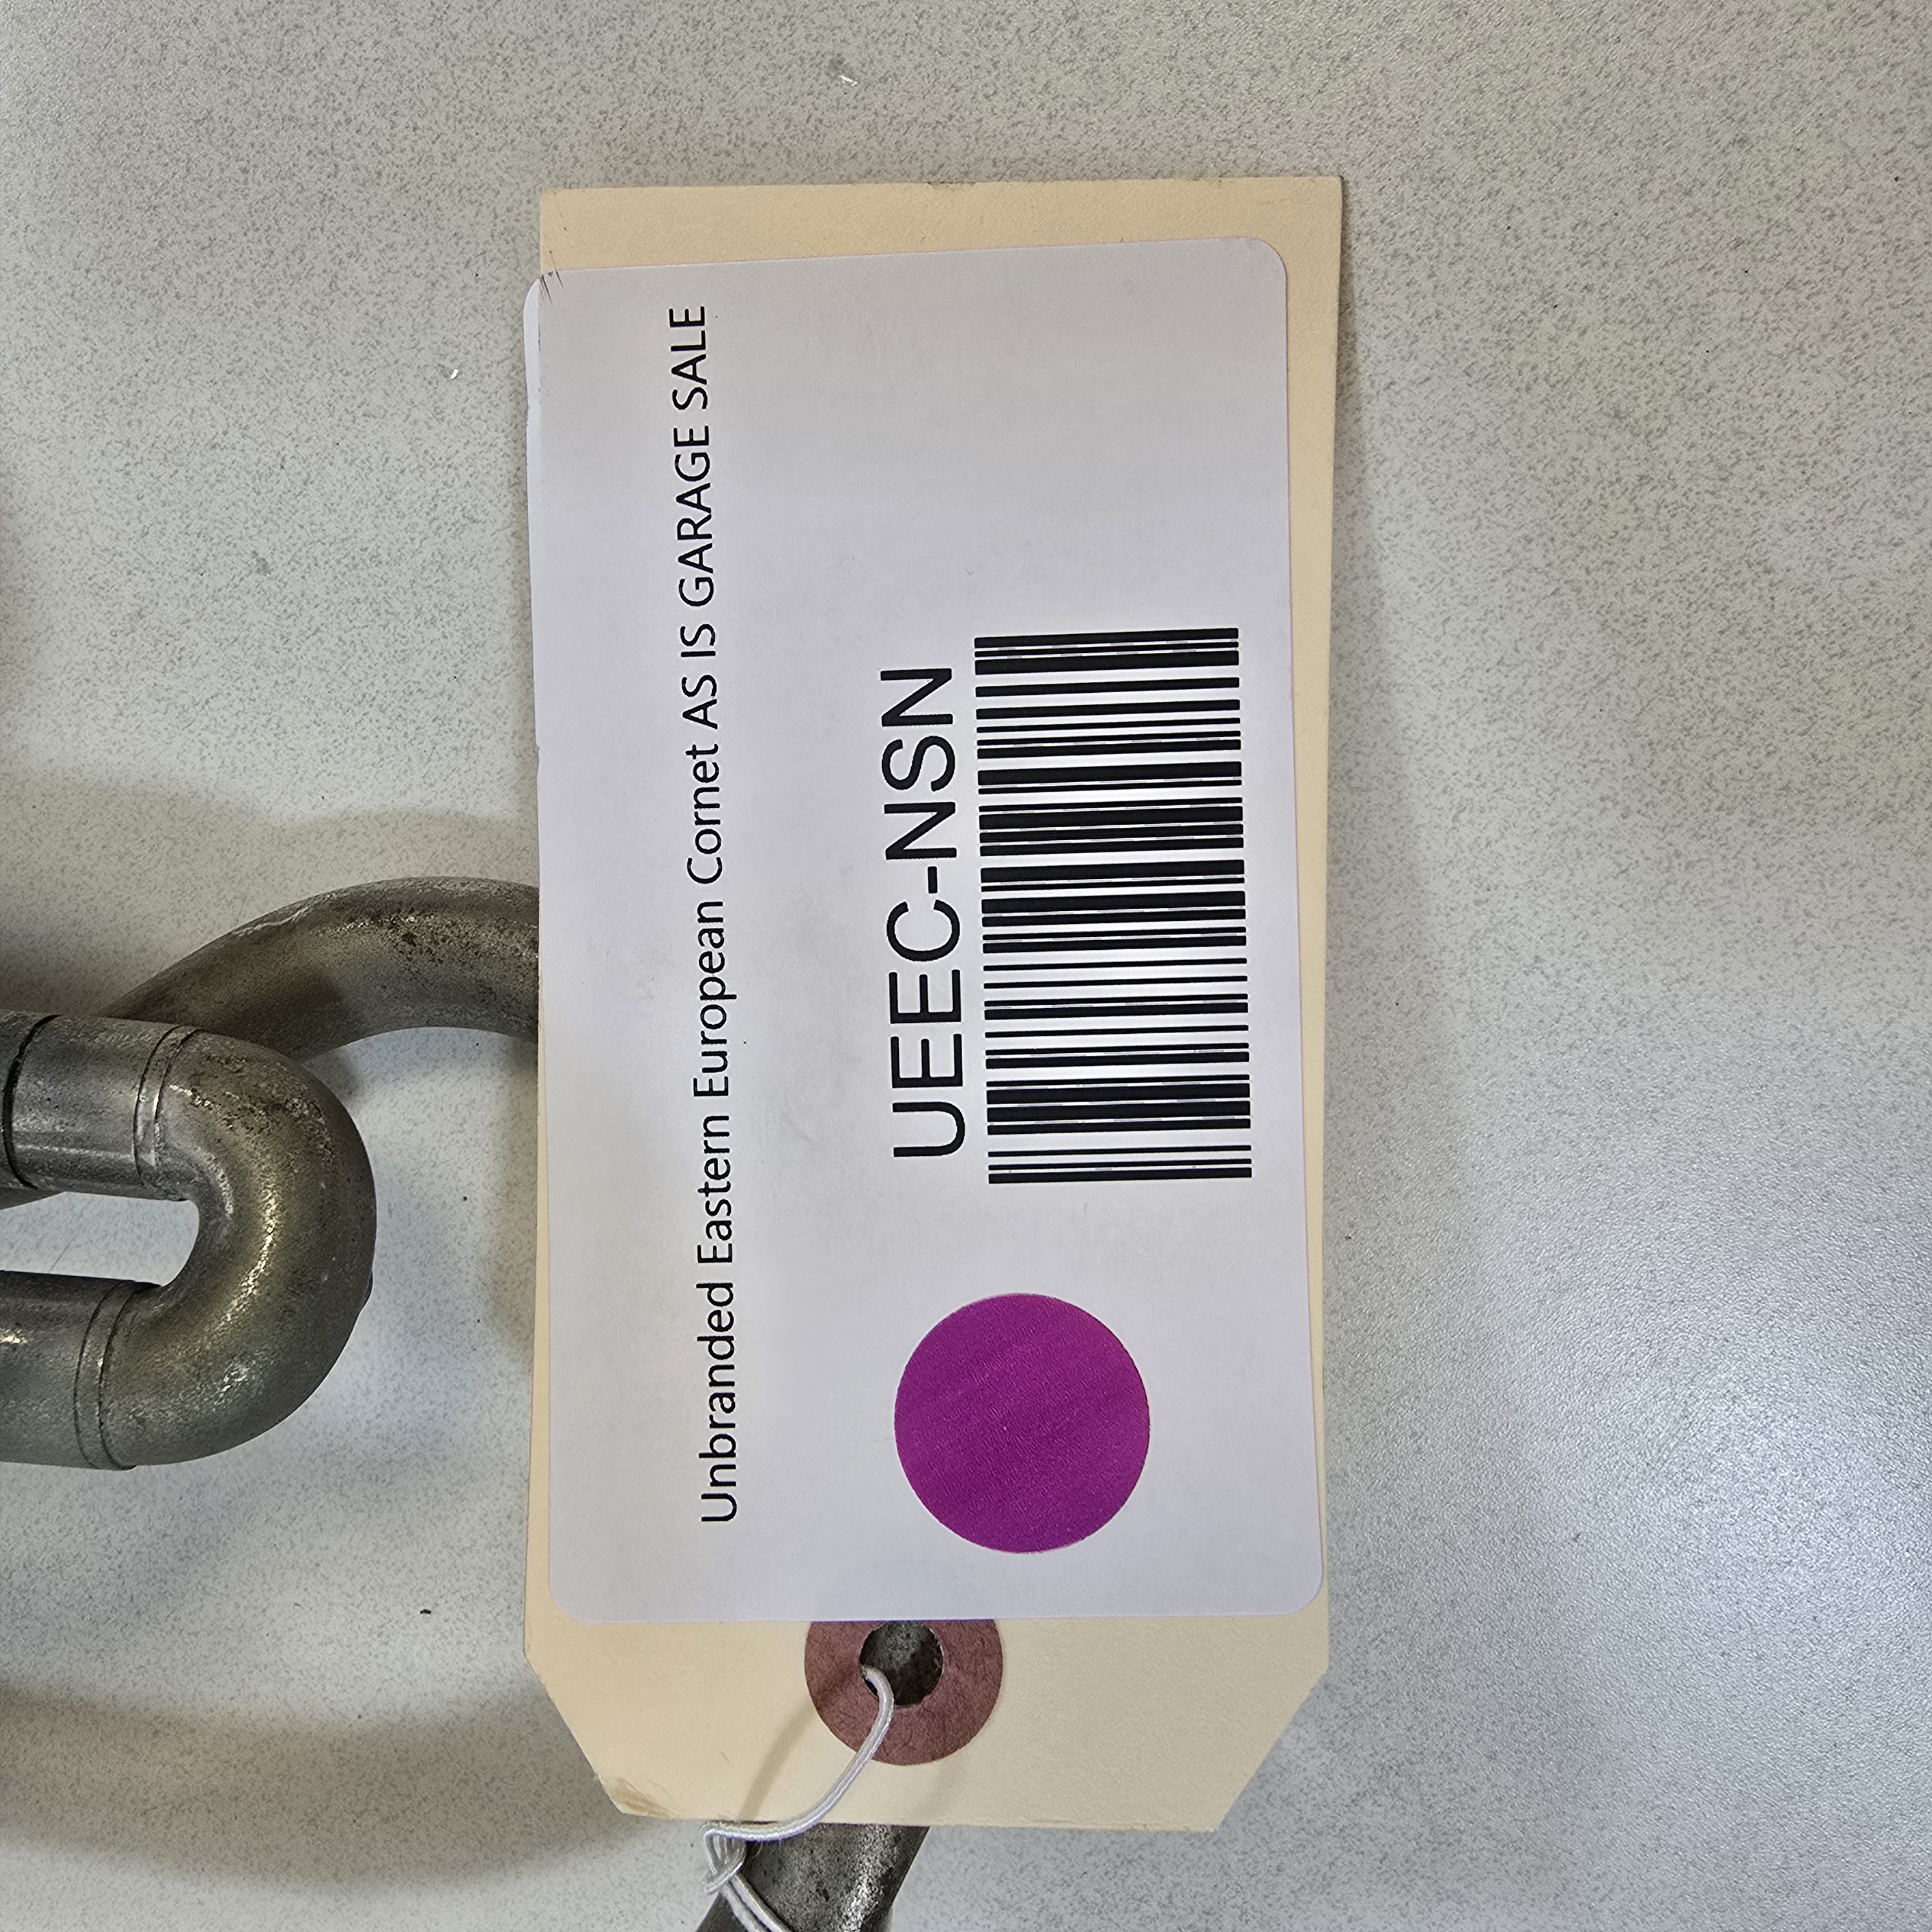 Unbranded Eastern European Cornet AS IS GARAGE SALE
UEEC-NSN